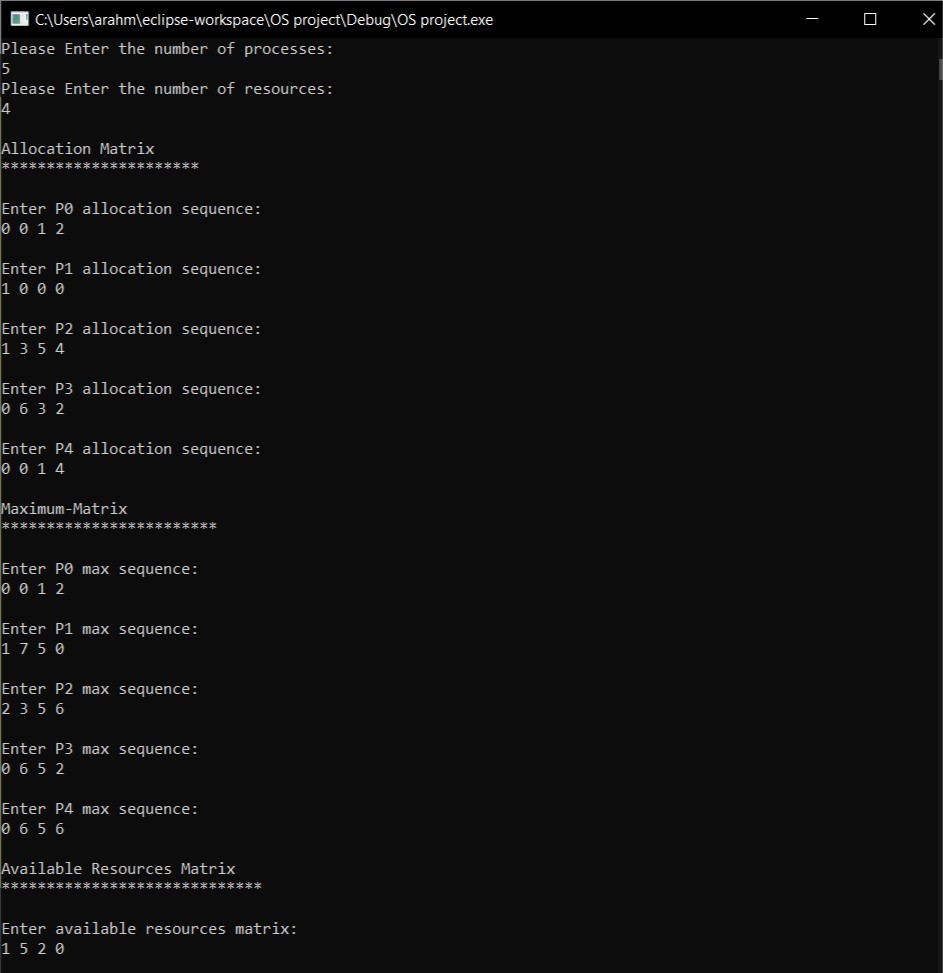 C:\Users\arahm\eclipse-workspace\OS project\Debug\OS project.exe
Please Enter the number of processes:
5
Please Enter the number of resources:
4
Allocation Matrix
**********************
Enter P0 allocation sequence:
0 0 1 2
Enter P1 allocation sequence:
1 0 0 0
Enter P2 allocation sequence:
1 3 5 4
Enter P3 allocation sequence:
0 6 3 2
Enter P4 allocation sequence:
0 0 1 4
Maximum-Matrix
************************
Enter P0 max sequence:
0 0 1 2
Enter P1 max sequence:
1 7 5 0
Enter P2 max sequence:
2 3 5 6
Enter P3 max sequence:
0 6 5 2
Enter P4 max sequence:
0 6 5 6
Available Resources Matrix
*****************************
Enter available resources matrix:
1 5 2 0